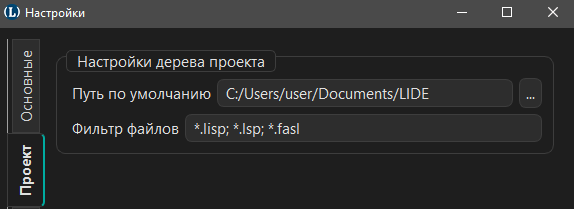 (L) Настройки
Основные
Проект
Настройки дерева проекта
Путь по умолчанию C:/Users/user/Documents/LIDE ...
Фильтр файлов *.lisp; *.lsp; *.fasl